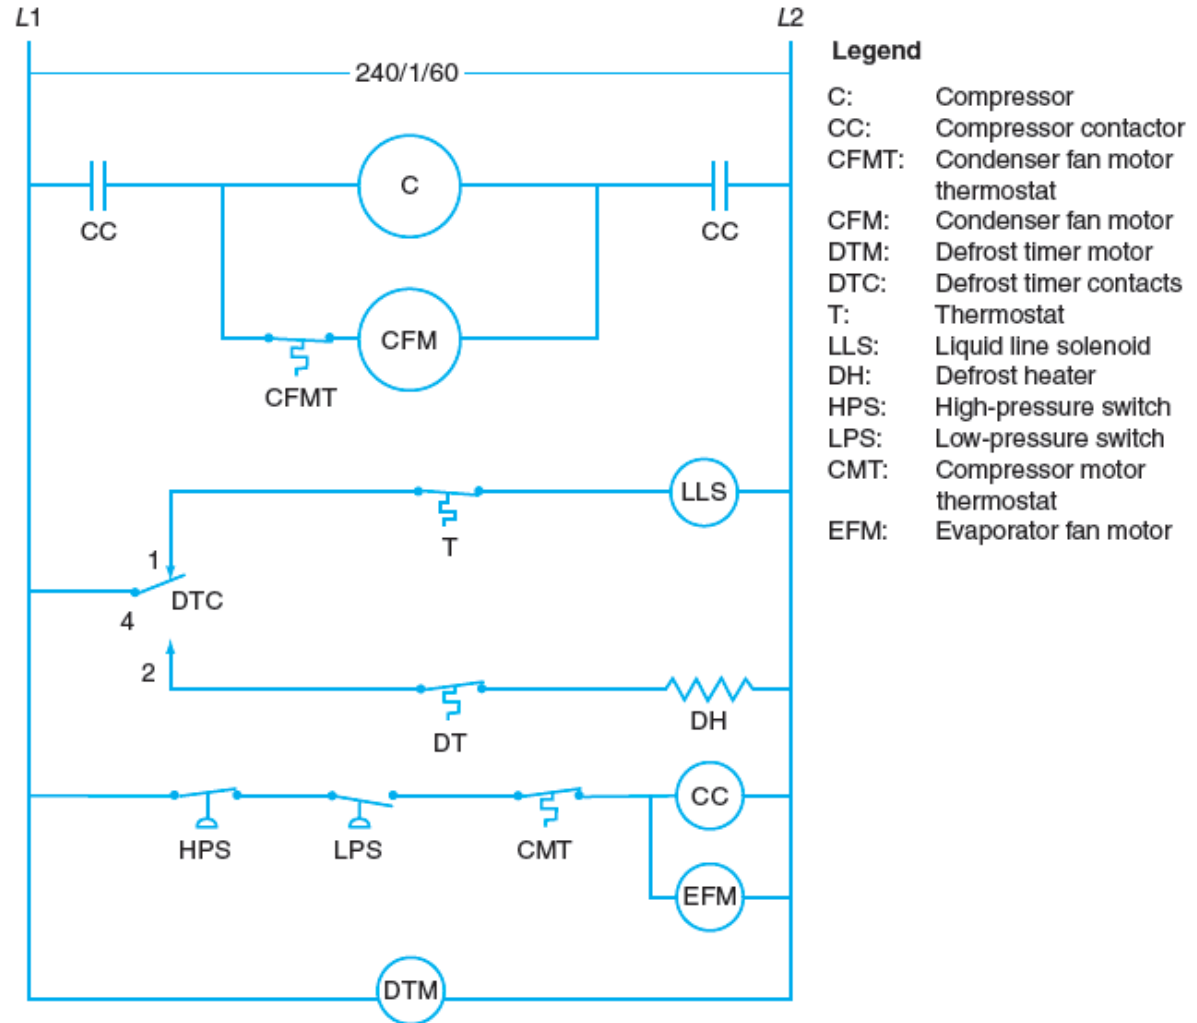 L1
L2
240/1/60
C
CC
CC
CFM
CFMT
LLS
T
1
DTC
4
2
DH
DT
CC
HPS
LPS
CMT
EFM
DTM
Legend
C: Compressor
CC: Compressor contactor
CFMT: Condenser fan motor
thermostat
CFM: Condenser fan motor
DTM: Defrost timer motor
DTC: Defrost timer contacts
T: Thermostat
LLS: Liquid line solenoid
DH: Defrost heater
HPS: High-pressure switch
LPS: Low-pressure switch
CMT: Compressor motor
thermostat
EFM: Evaporator fan motor